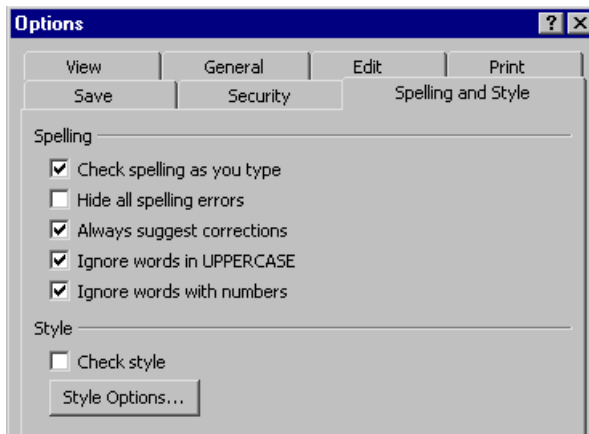 Options
View General Edit Print
Save Security Spelling and Style
Spelling
Check spelling as you type
Hide all spelling errors
Always suggest corrections
Ignore words in UPPERCASE
Ignore words with numbers
Style
Check style
Style Options...